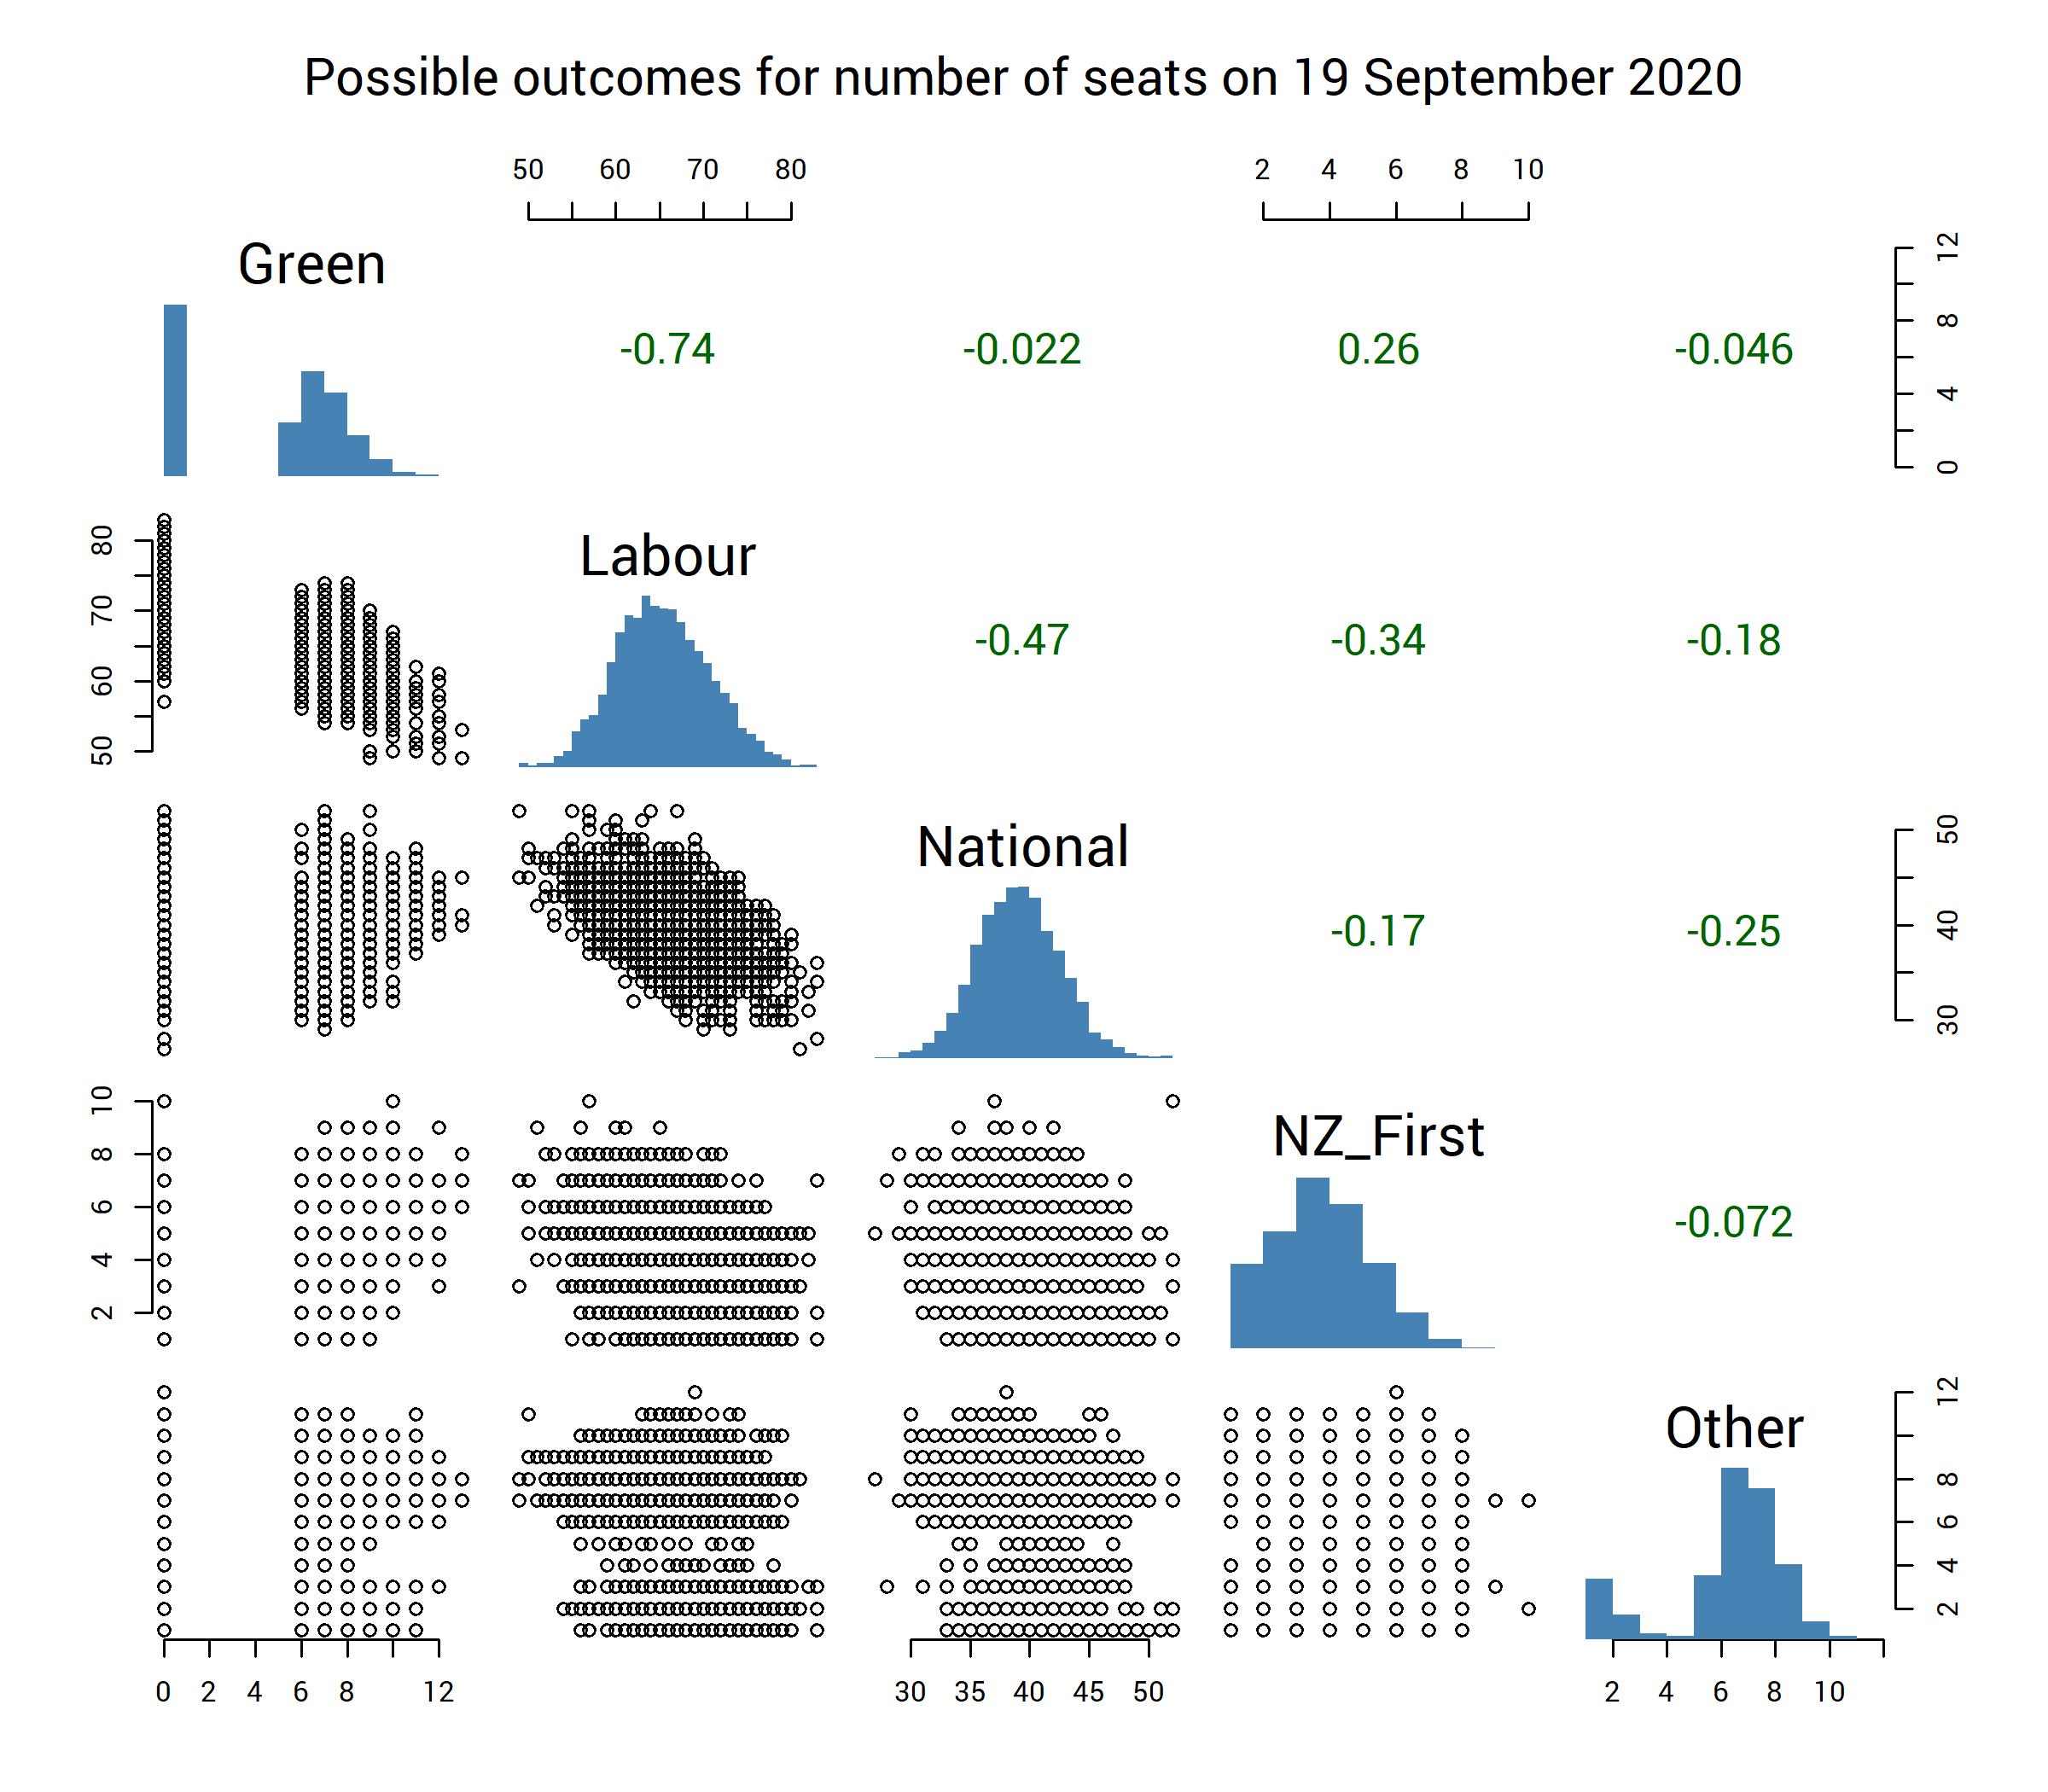 Possible outcomes for number of seats on 19 September 2020
50 60 70 80
2 4 6 8 10
Green
-0.74
-0.022
0.26
-0.046
0 4 8 12
50 60 70 80
Labour
-0.47
-0.34
-0.18
National
-0.17
-0.25
30 40 50
2 4 6 8 10
NZ_First
-0.072
Other
2 4 6 8 12
0 2 4 6 8 12
30 35 40 45 50
2 4 6 8 10